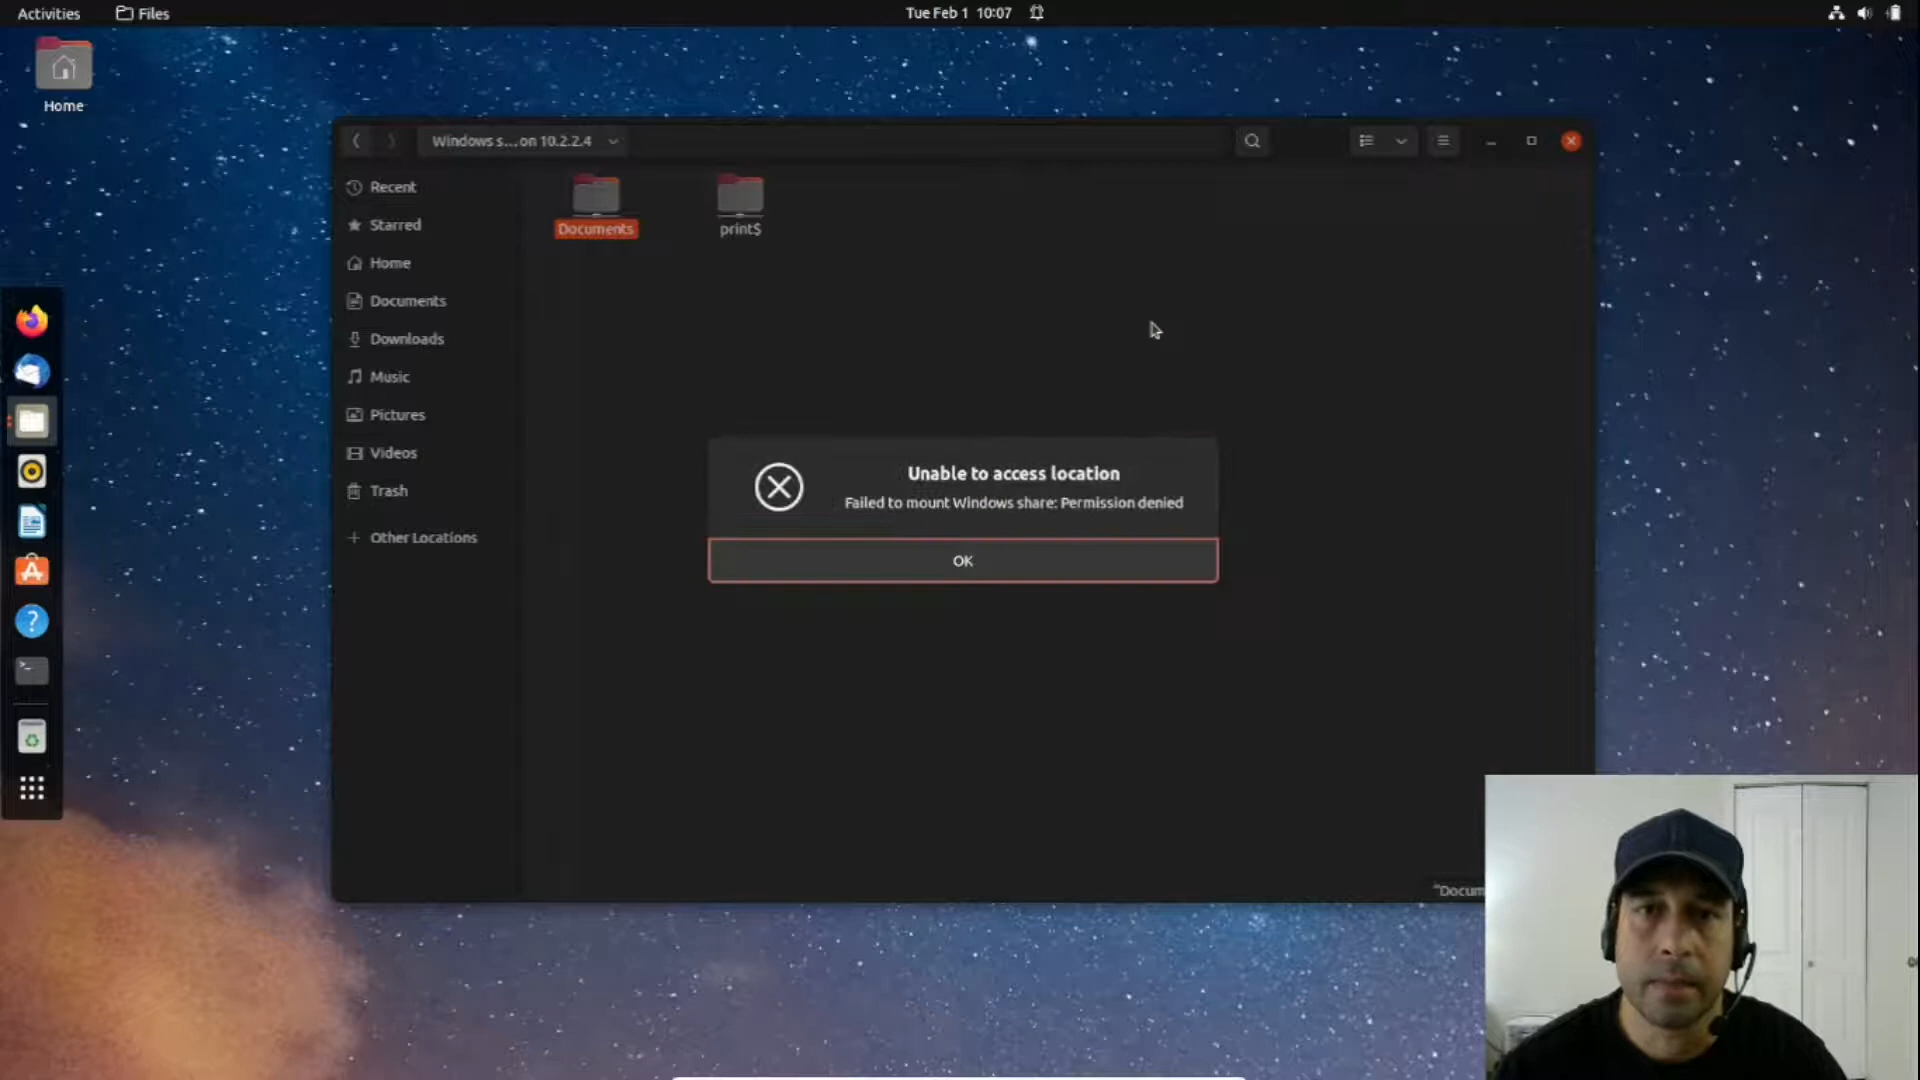 Activities
Files
Tue Feb 1 10:07
Home
Windows s...on 10.2.2.4
Recent
Starred
Home
Documents
Downloads
Music
Pictures
Videos
Trash
Other Locations
Documents
print$
Unable to access location
Failed to mount Windows share: Permission denied
OK
"Docum